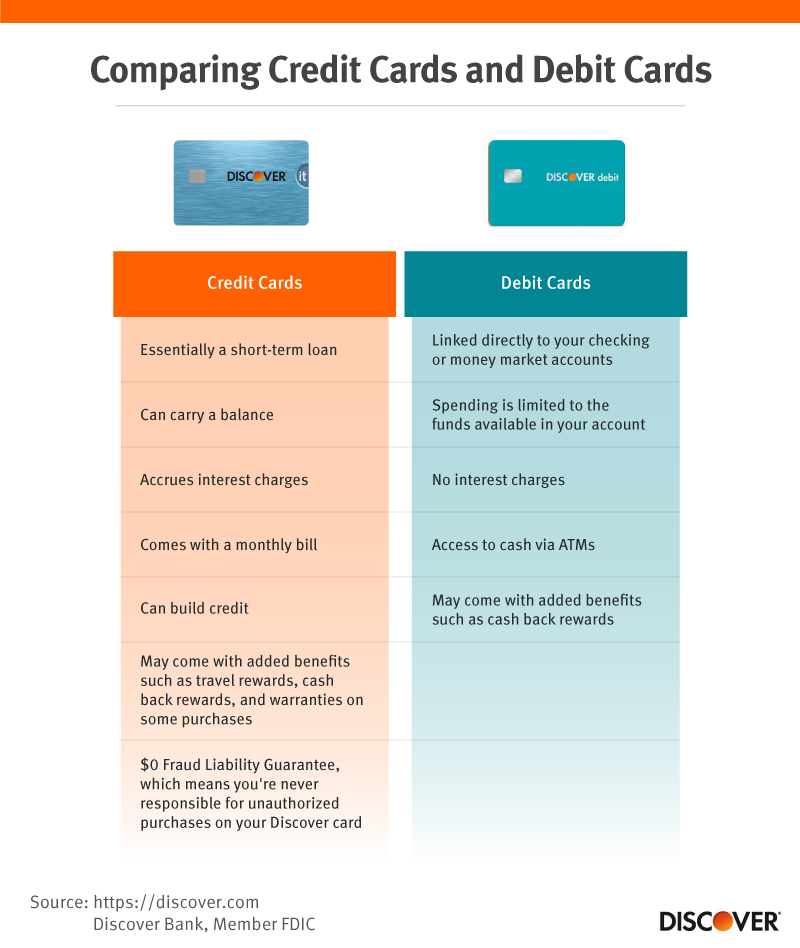 Comparing Credit Cards and Debit Cards
DISCOVER it
DISCOVER debit
Credit Cards
Debit Cards
Essentially a short-term loan
Linked directly to your checking
or money market accounts
Can carry a balance
Spending is limited to the
funds available in your account
Accrues interest charges
No interest charges
Comes with a monthly bill
Access to cash via ATMs
Can build credit
May come with added benefits
such as cash back rewards
May come with added benefits
such as travel rewards, cash
back rewards, and warranties on
some purchases
$0 Fraud Liability Guarantee,
which means you're never
responsible for unauthorized
purchases on your Discover card
Source: https://discover.com
Discover Bank, Member FDIC
DISCOVER